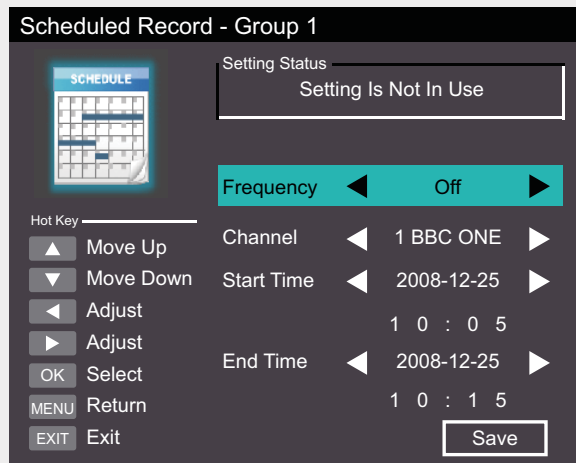 Scheduled Record - Group 1
SCHEDULE
Setting Status
Setting Is Not In Use
Frequency Off
Channel 1 BBC ONE
Start Time 2008-12-25
1 0 : 0 5
End Time 2008-12-25
1 0 : 1 5
Save
Hot Key
Move Up
Move Down
Adjust
Adjust
OK Select
MENU Return
EXIT Exit